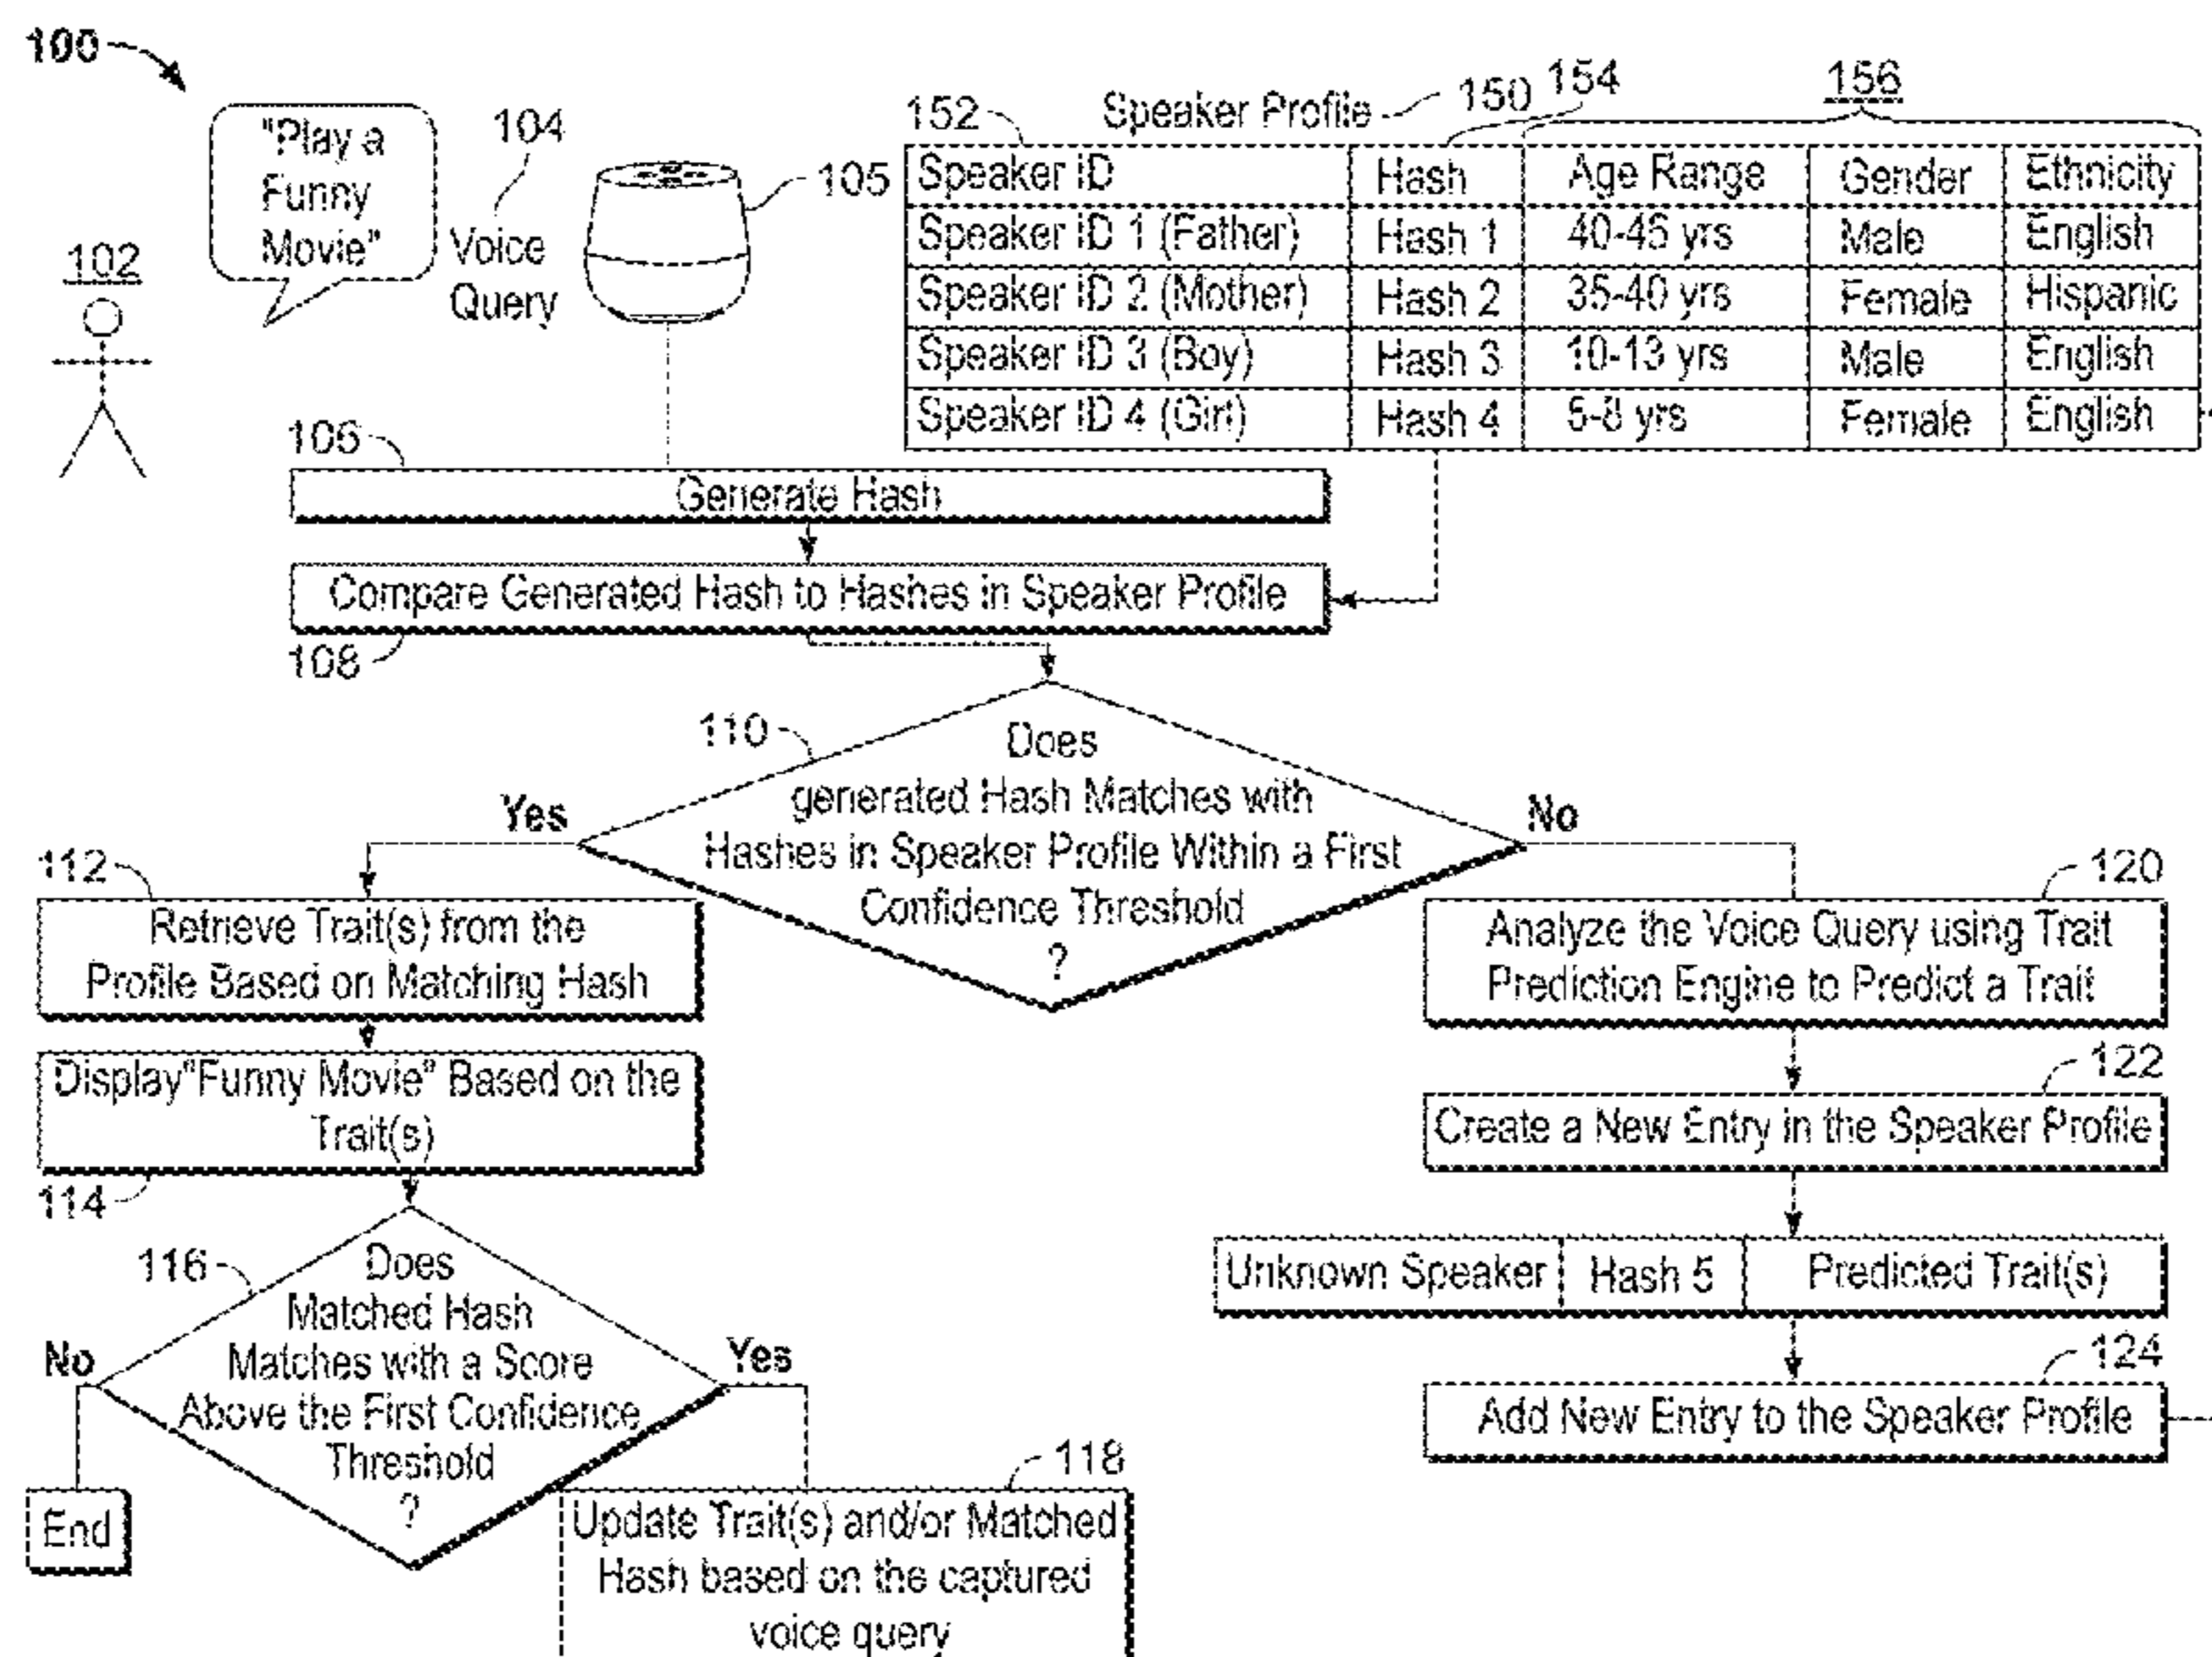 100
"Play a
Funny
Movie"
102
104
Voice
Query
105
Speaker Profile
150
152
154
156
Speaker ID Hash Age Range Gender Ethnicity
Speaker ID 1 (Father) Hash 1 40-45 yrs Male English
Speaker ID 2 (Mother) Hash 2 35-40 yrs Female Hispanic
Speaker ID 3 (Boy) Hash 3 10-13 yrs Male English
Speaker ID 4 (Girl) Hash 4 yrs Female English
106
Generate Hash
Compare Generated Hash to Hashes in Speaker Profile
108
110
Does
generated Hash Matches with
Hashes in Speaker Profile Within a First
Confidence Threshold
?
Yes
No
112
Retrieve Trait(s) from the
Profile Based on Matching Hash
Display"Funny Movie" Based on the
Trait(s)
114
116
Does
Matched Hash
Matches with a Score
Above the First Confidence
Threshold
?
No
Yes
End
118
Update Trait(s) and/or Matched
Hash based on the captured
voice query
120
Analyze the Voice Query using Trait
Prediction Engine to Predict a Trait
122
Create a New Entry in the Speaker Profile
Unknown Speaker Hash 5 Predicted Trait(s)
124
Add New Entry to the Speaker Profile